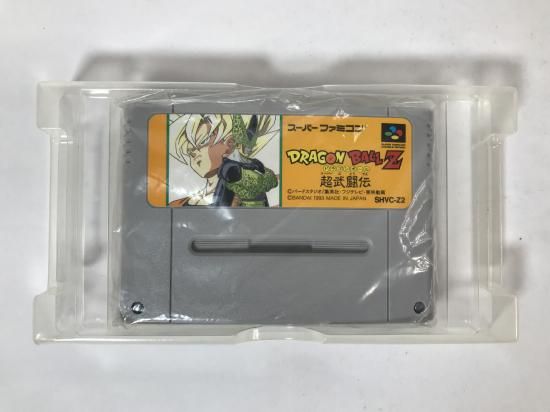 スーパーファミコン
DRAGON BALL Z
超武闘伝
©バードスタジオ/集英社・フジテレビ・東映動画
©BANDAI 1993 MADE IN JAPAN
SHVC-Z2